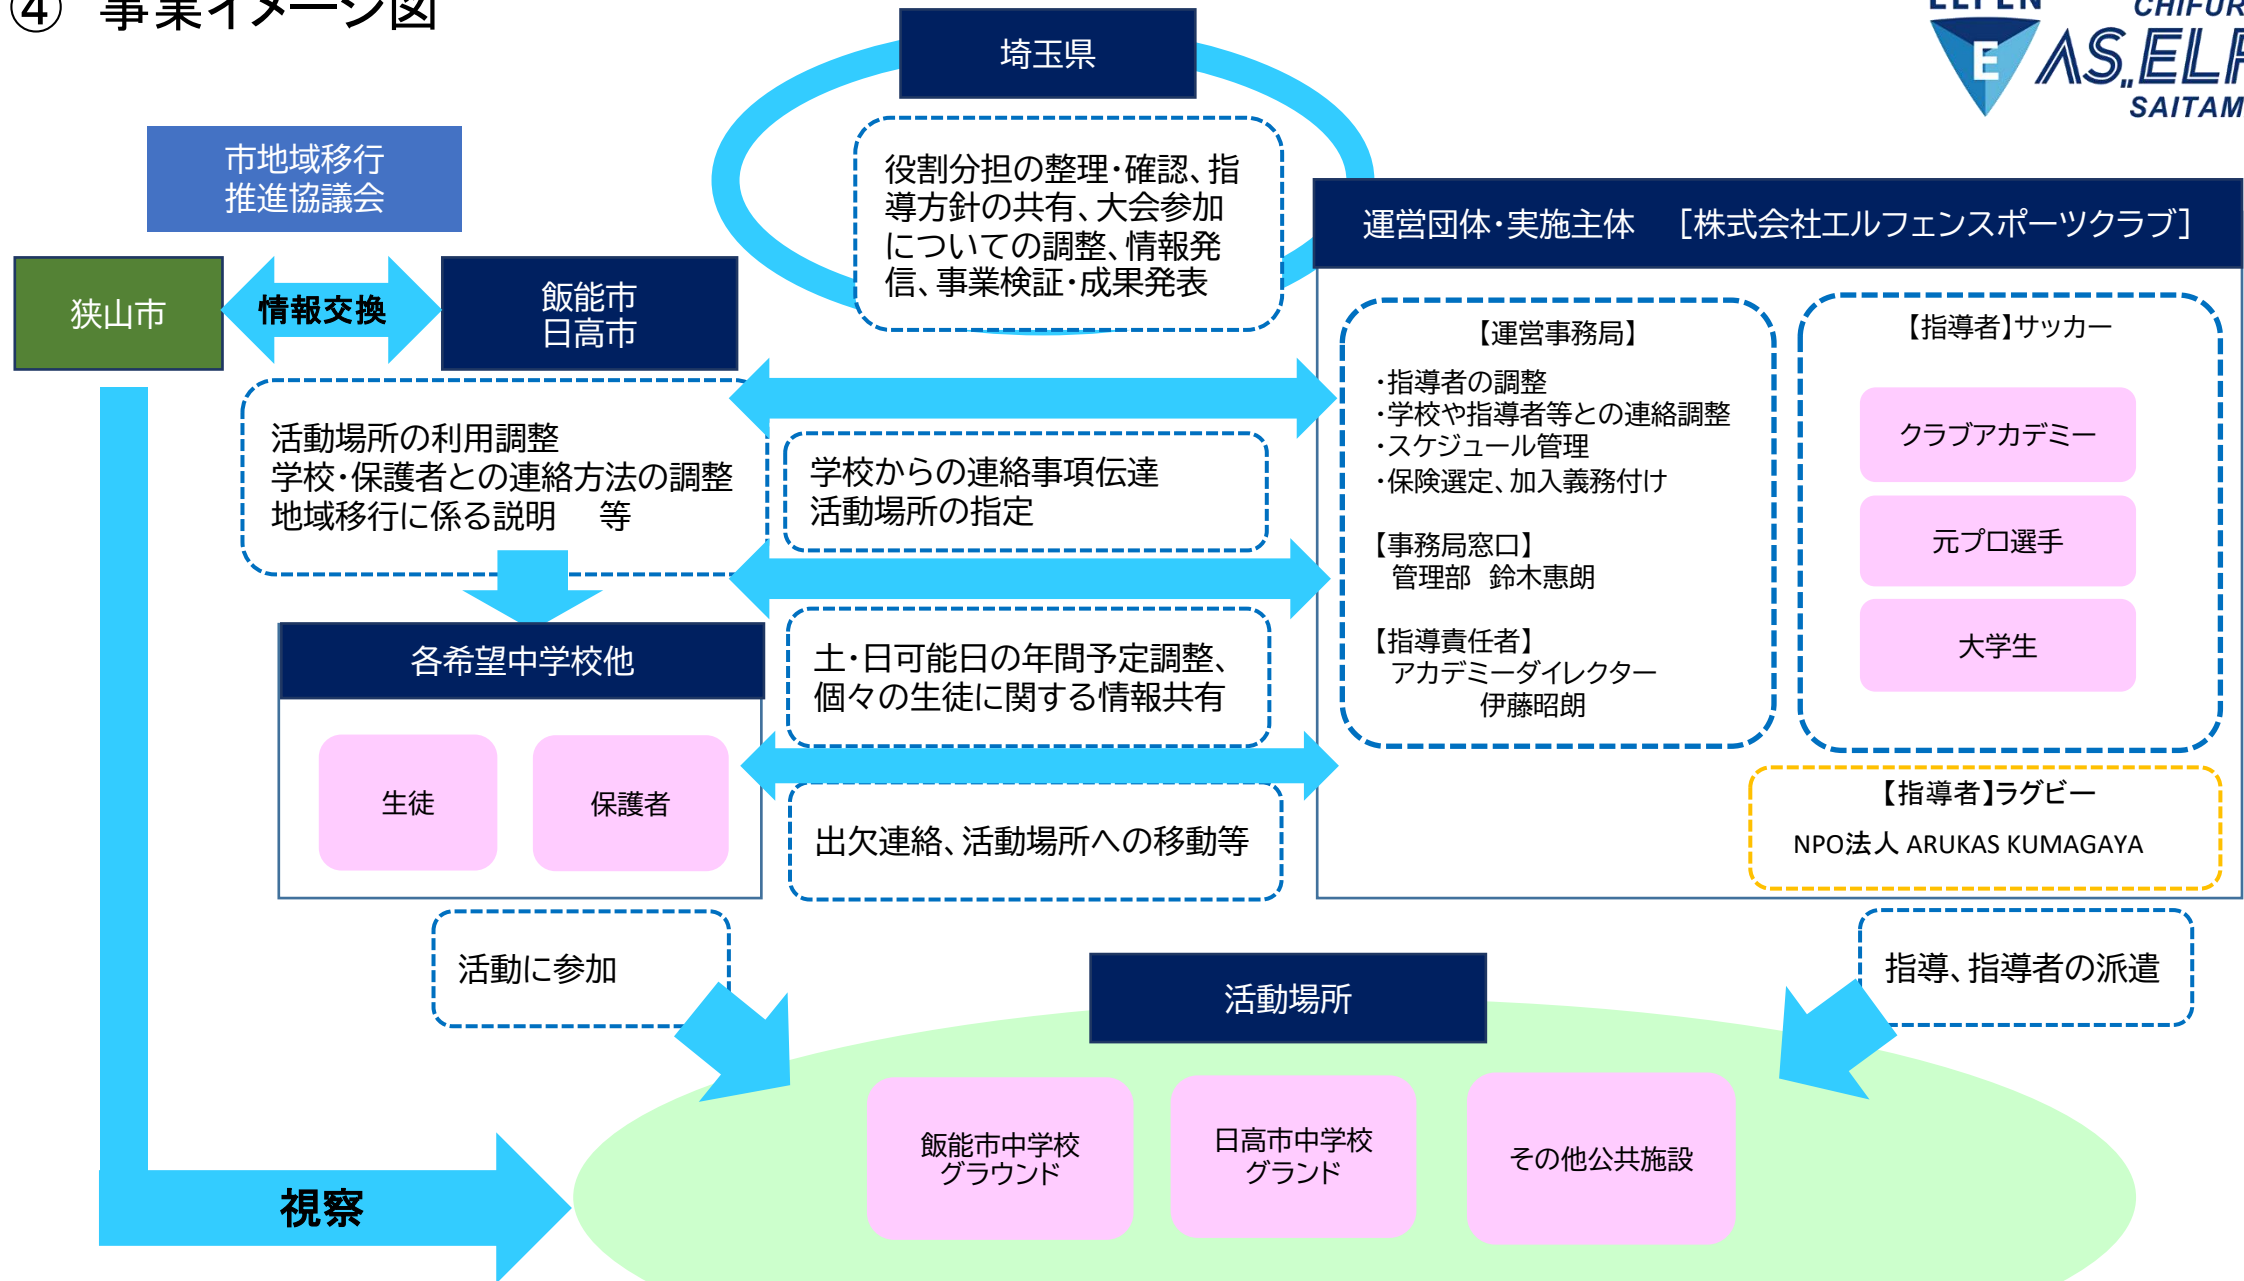 ④ 事業イメージ図
ELFEN
E
CHIFUR
AS.ELF
SAITAM
埼玉県
役割分担の整理・確認、指
導方針の共有、大会参加
についての調整、情報発
信、事業検証・成果発表
市地域移行
推進協議会
狭山市
情報交換
飯能市
日高市
活動場所の利用調整
学校・保護者との連絡方法の調整
地域移行に係る説明　等
学校からの連絡事項伝達
活動場所の指定
土・日可能日の年間予定調整、
個々の生徒に関する情報共有
出欠連絡、活動場所への移動等
運営団体・実施主体　［株式会社エルフェンスポーツクラブ］
【運営事務局】
・指導者の調整
・学校や指導者等との連絡調整
・スケジュール管理
・保険選定、加入義務付け
【事務局窓口】
管理部　鈴木惠朗
【指導責任者】
アカデミーダイレクター
伊藤昭朗
【指導者】サッカー
クラブアカデミー
元プロ選手
大学生
【指導者】ラグビー
NPO法人 ARUKAS KUMAGAYA
各希望中学校他
生徒
保護者
活動に参加
指導、指導者の派遣
活動場所
飯能市中学校
グラウンド
日高市中学校
グランド
その他公共施設
視察